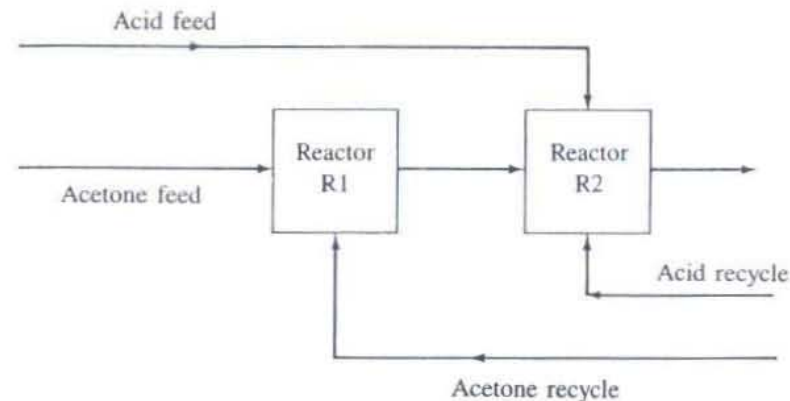 Acid feed
Reactor
R1
Reactor
R2
Acetone feed
Acid recycle
Acetone recycle